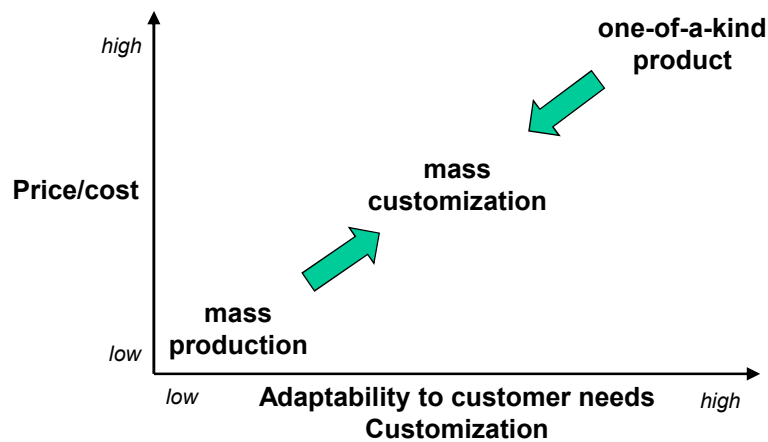 high
one-of-a-kind
product
mass
customization
Price/cost
mass
production
low
low
Adaptability to customer needs
high
Customization